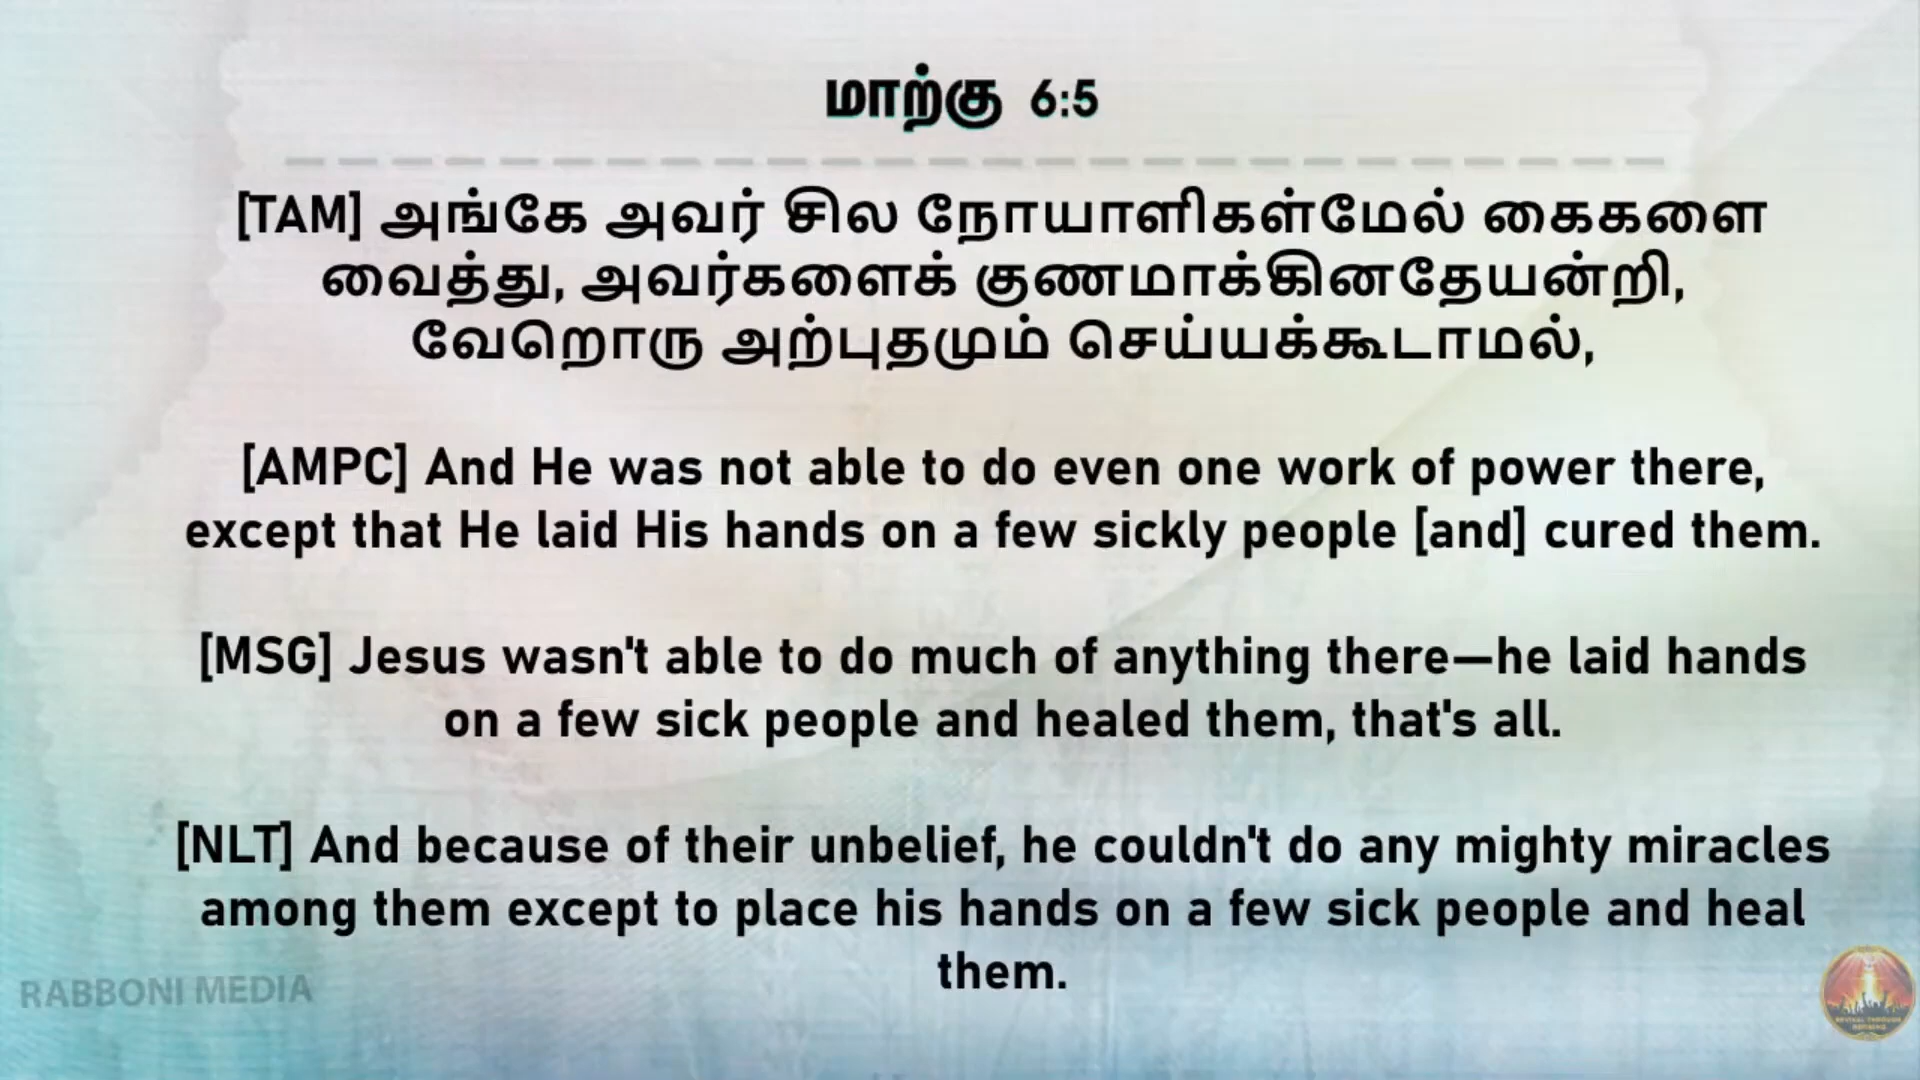 மாற்கு 6:5
[TAM] அங்கே அவர் சில நோயாளிகள்மேல் கைகளை
வைத்து, அவர்களைக் குணமாக்கினதேயன்றி,
வேறொரு அற்புதமும் செய்யக்கூடாமல்,
[AMPC] And He was not able to do even one work of power there,
except that He laid His hands on a few sickly people [and] cured them.
[MSG] Jesus wasn't able to do much of anything there—he laid hands
on a few sick people and healed them, that's all.
[NLT] And because of their unbelief, he couldn't do any mighty miracles
among them except to place his hands on a few sick people and heal
them.
RABBONI MEDIA
REVIVAL THROUGH